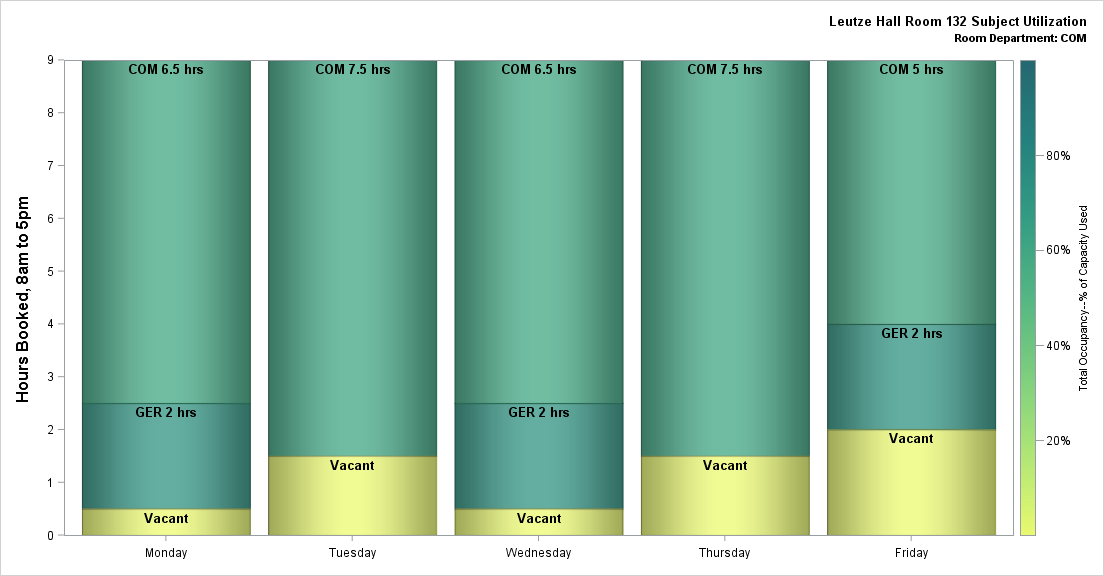 Leutze Hall Room 132 Subject Utilization
Room Department: COM
Hours Booked, 8am to 5pm
9
8
7
6
5
4
3
2
1
0
COM 6.5 hrs
GER 2 hrs
Vacant
COM 7.5 hrs
Vacant
COM 6.5 hrs
GER 2 hrs
Vacant
COM 7.5 hrs
Vacant
COM 5 hrs
GER 2 hrs
Vacant
Monday
Tuesday
Wednesday
Thursday
Friday
80%
60%
40%
20%
Total Occupancy--% of Capacity Used